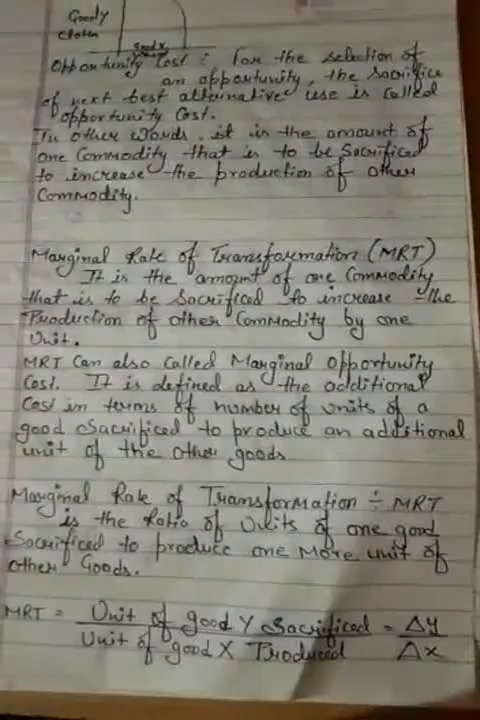 Good Y
Cloth
Good X
Opportunity Cost : For the selection of
an opportunity, the sacrifice
of next best alternative use is called
opportunity Cost.
In other words, it is the amount of
one Commodity that is to be Sacrificed
to increase the production of other
Commodity.
Marginal Rate of Transformation (MRT)
It is the amount of one Commodity
that is to be Sacrificed to increase the
Production of other Commodity by one
Unit.
MRT Can also Called Marginal Opportunity
Cost. It is defined as the additional
Cost in terms of number of units of a
good Sacrificed to produce an additional
unit of the other goods
Marginal Rate of Transformation ÷ MRT
is the Ratio of Units of one good
Sacrificed to produce one More unit of
other Goods.
MRT = Unit of good Y Sacrificed = Δy
Unit of good X Produced Δx